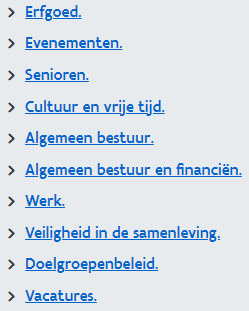 Erfgoed.
Evenementen.
Senioren.
Cultuur en vrije tijd.
Algemeen bestuur.
Algemeen bestuur en financiën.
Werk.
Veiligheid in de samenleving.
Doelgroepenbeleid.
Vacatures.